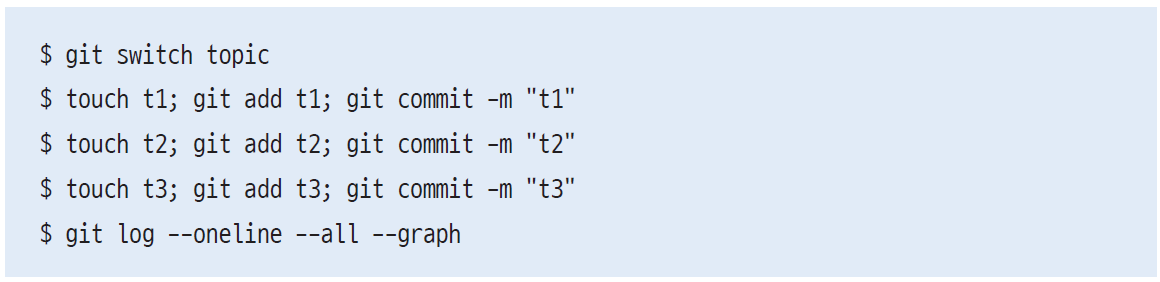 $ git switch topic
$ touch t1; git add t1; git commit -m "t1"
$ touch t2; git add t2; git commit -m "t2"
$ touch t3; git add t3; git commit -m "t3"
$ git log --oneline --all --graph